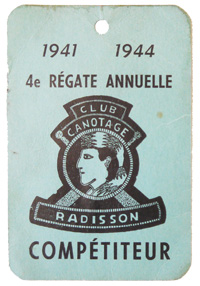 1941 1944
4e RÉGATE ANNUELLE
CLUB
CANOTAGE
RADISSON
COMPÉTITEUR